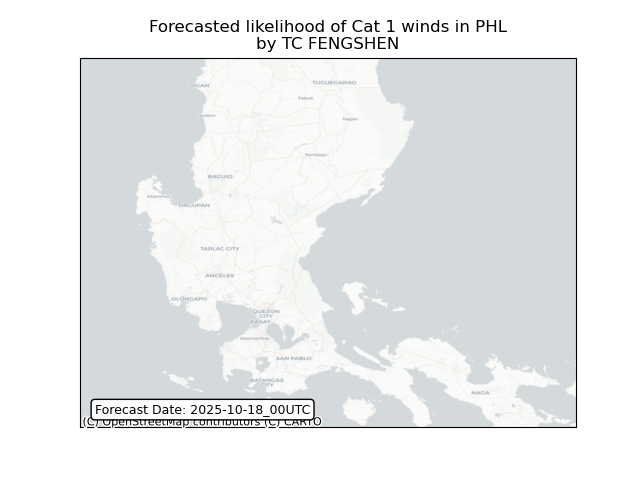 Forecasted likelihood of Cat 1 winds in PHL
by TC FENGSHEN
VIGAN
TUGUEGARAO
Tabuk
Ilagan
Santiago
BAGUIO
Alaminos
DAGUPAN
TARLAC CITY
ANGELES
OLONGAPO
QUEZON
CITY
PASAY
Dasmariñas
SAN PABLO
BATANGAS
CITY
NAGA
Forecast Date: 2025-10-18_00UTC
(C) OpenStreetMap contributors (C) CARTO